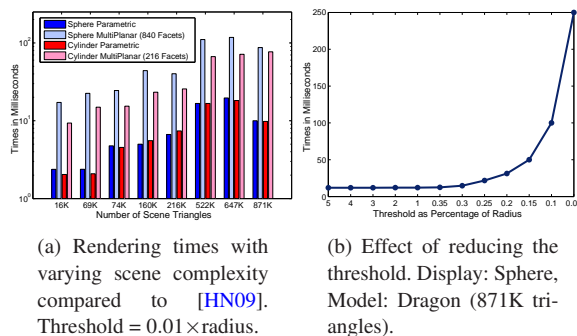 Sphere Parametric
Sphere MultiPlanar (840 Facets)
Cylinder Parametric
Cylinder MultiPlanar (216 Facets)
Times in Milliseconds
10²
10¹
10⁰
16K 69K 74K 160K 216K 522K 647K 871K
Number of Scene Triangles
250
200
150
100
50
0
Times in Milliseconds
5 4 3 2 1 0.35 0.3 0.25 0.2 0.15 0.1 0.0
Threshold as Percentage of Radius
(a) Rendering times with
varying scene complexity
compared to [HN09].
Threshold = 0.01×radius.
(b) Effect of reducing the
threshold. Display: Sphere,
Model: Dragon (871K tri-
angles).